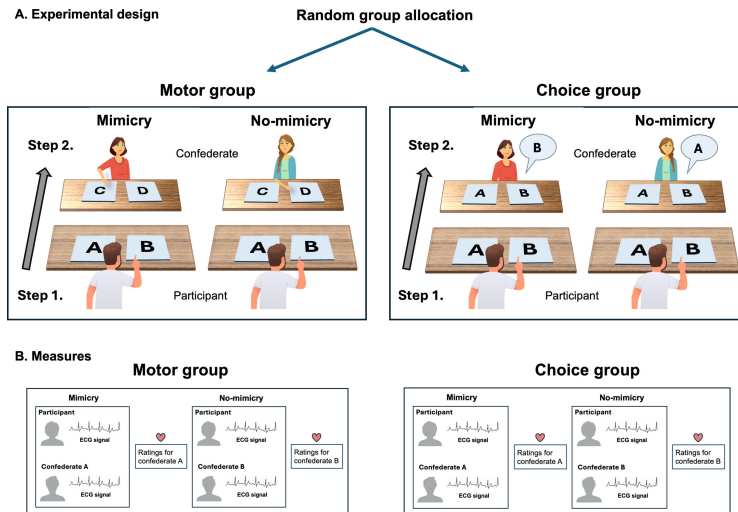 A. Experimental design
Random group allocation
Motor group
Choice group
Mimicry
No-mimicry
Mimicry
No-mimicry
Step 2.
Confederate
Step 2.
B
Confederate
A
C
D
C
D
A
B
A
B
A
B
A
B
A
B
A
B
Step 1.
Participant
Step 1.
Participant
B. Measures
Motor group
Choice group
Mimicry
No-mimicry
Mimicry
No-mimicry
Participant
Participant
Participant
Participant
ECG signal
ECG signal
ECG signal
ECG signal
Ratings for
confederate A
Ratings for
confederate B
Ratings for
confederate A
Ratings for
confederate B
Confederate A
Confederate B
Confederate A
Confederate B
ECG signal
ECG signal
ECG signal
ECG signal